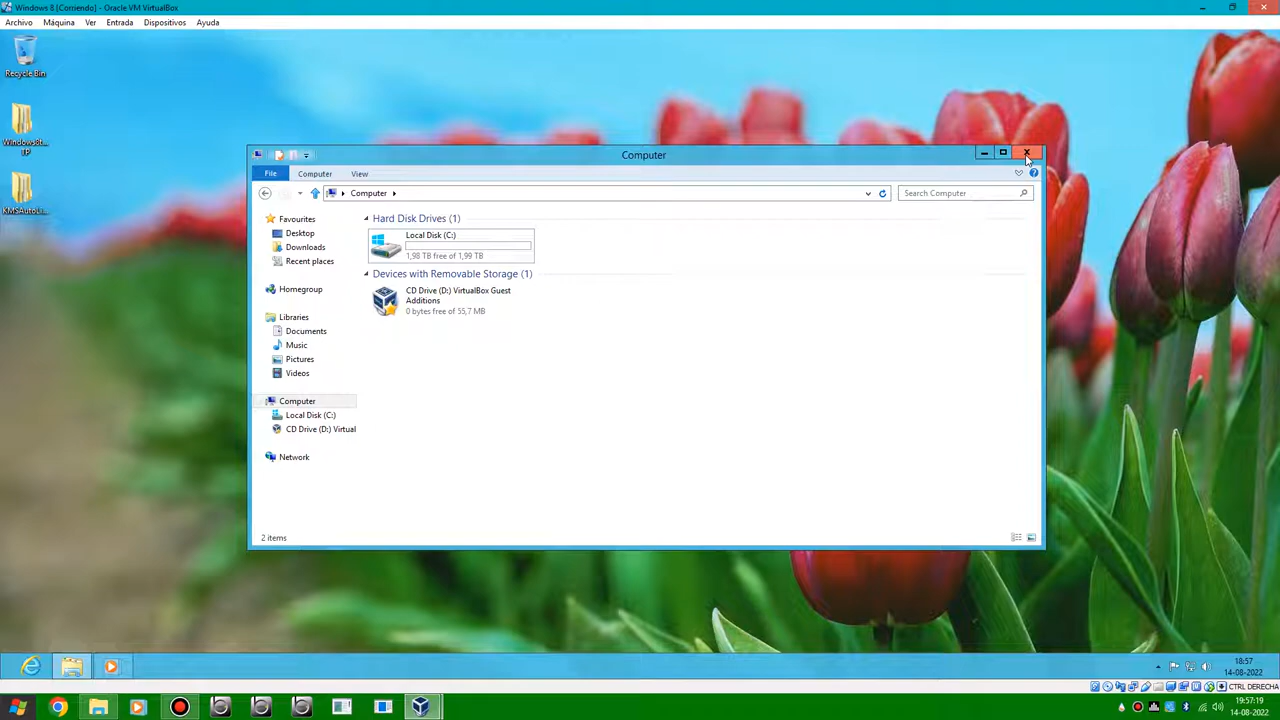 Windows 8 [Corriendo] - Oracle VM VirtualBox
Archivo Máquina Ver Entrada Dispositivos Ayuda
Recycle Bin
Windows8t...
TP
KMSAutoLi...
Computer
File Computer View
Computer
Search Computer
Favourites
Desktop
Downloads
Recent places
Homegroup
Libraries
Documents
Music
Pictures
Videos
Computer
Local Disk (C:)
CD Drive (D:) Virtual
Network
Hard Disk Drives (1)
Local Disk (C:)
1,98 TB free of 1,99 TB
Devices with Removable Storage (1)
CD Drive (D:) VirtualBox Guest
Additions
0 bytes free of 55,7 MB
2 items
18:57
14-08-2022
CTRL DERECHA
19:57:19
14-08-2022